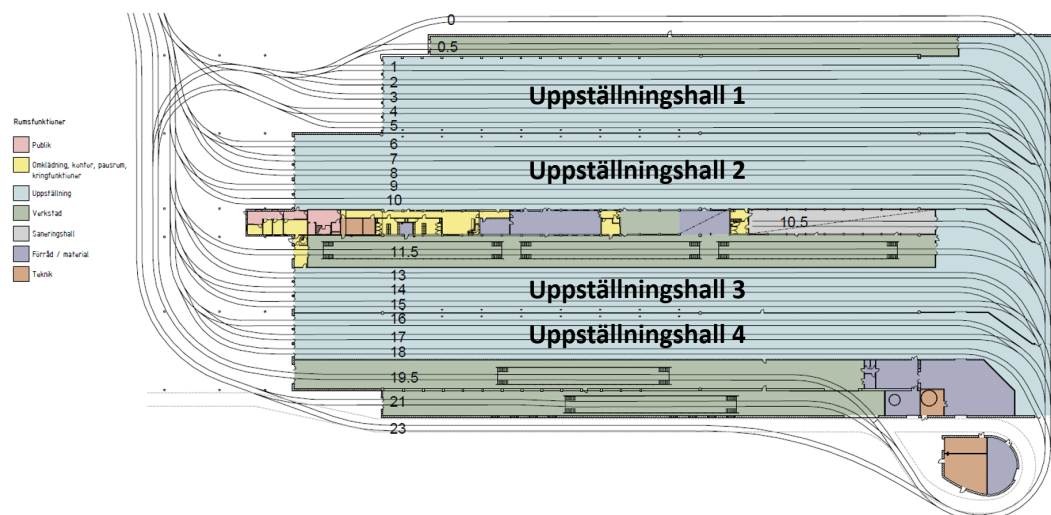 0
0.5
1
2
3
4
5
Uppställningshall 1
6
7
8
9
10
Uppställningshall 2
10.5
11.5
13
14
15
Uppställningshall 3
16
17
18
Uppställningshall 4
19.5
21
23
Rumsfunktioner
Publik
Omklädning, kontor, pausrum,
kringfunktioner
Uppställning
Verkstad
Saneringshall
Förråd / material
Teknik